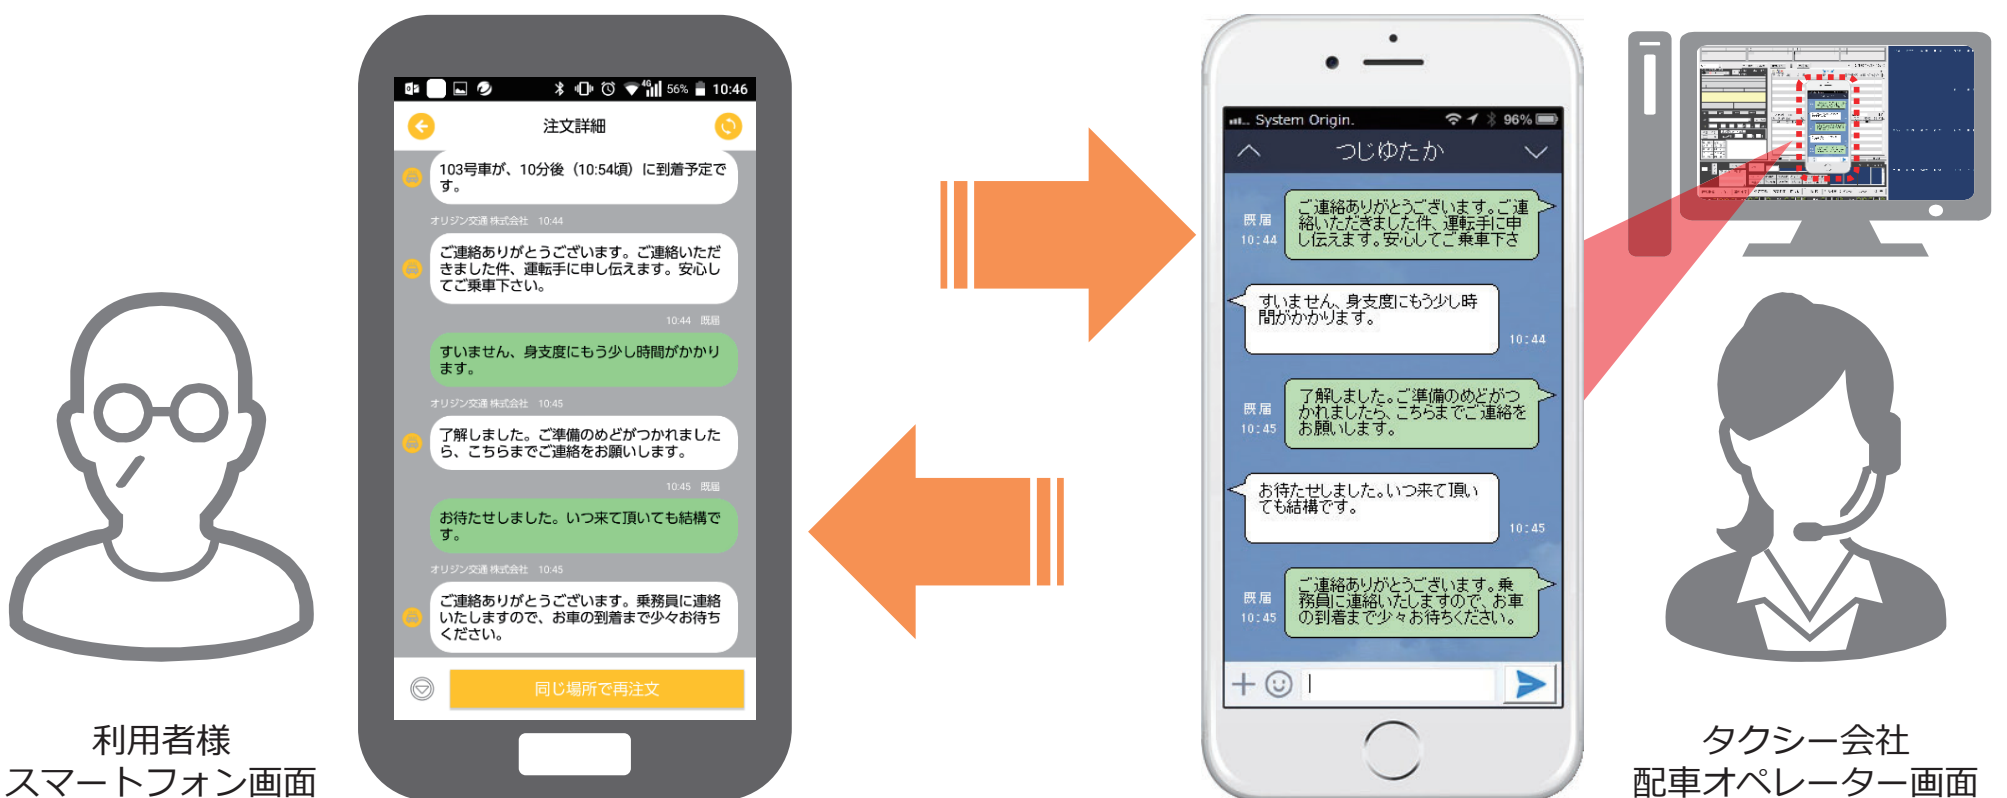 56% 10:46
注文詳細
103号車が、10分後（10:54頃）に到着予定で
す。
オリジン交通 株式会社 10:44
ご連絡ありがとうございます。ご連絡いただ
きました件、運転手に申し伝えます。安心し
てご乗車下さい。
10:44 既届
すいません、身支度にもう少し時間がかかり
ます。
オリジン交通 株式会社 10:45
了解しました。ご準備のめどがつかれました
ら、こちらまでご連絡をお願いします。
10:45 既届
お待たせしました。いつ来て頂いても結構で
す。
オリジン交通 株式会社 10:45
ご連絡ありがとうございます。乗務員に連絡
いたしますので、お車の到着まで少々お待ち
ください。
同じ場所で再注文
利用者様
スマートフォン画面
System Origin. 96%
つじゆたか
ご連絡ありがとうございます。ご連
絡いただきました件、運転手に申
し伝えます。安心してご乗車下さ
既届
10:44
すいません、身支度にもう少し時
間がかかります。
10:44
了解しました。ご準備のめどがつ
かれましたら、こちらまでご連絡を
お願いします。
既届
10:45
お待たせしました。いつ来て頂い
ても結構です。
10:45
ご連絡ありがとうございます。乗
務員に連絡いたしますので、お車
の到着まで少々お待ちください。
既届
10:45
タクシー会社
配車オペレーター画面